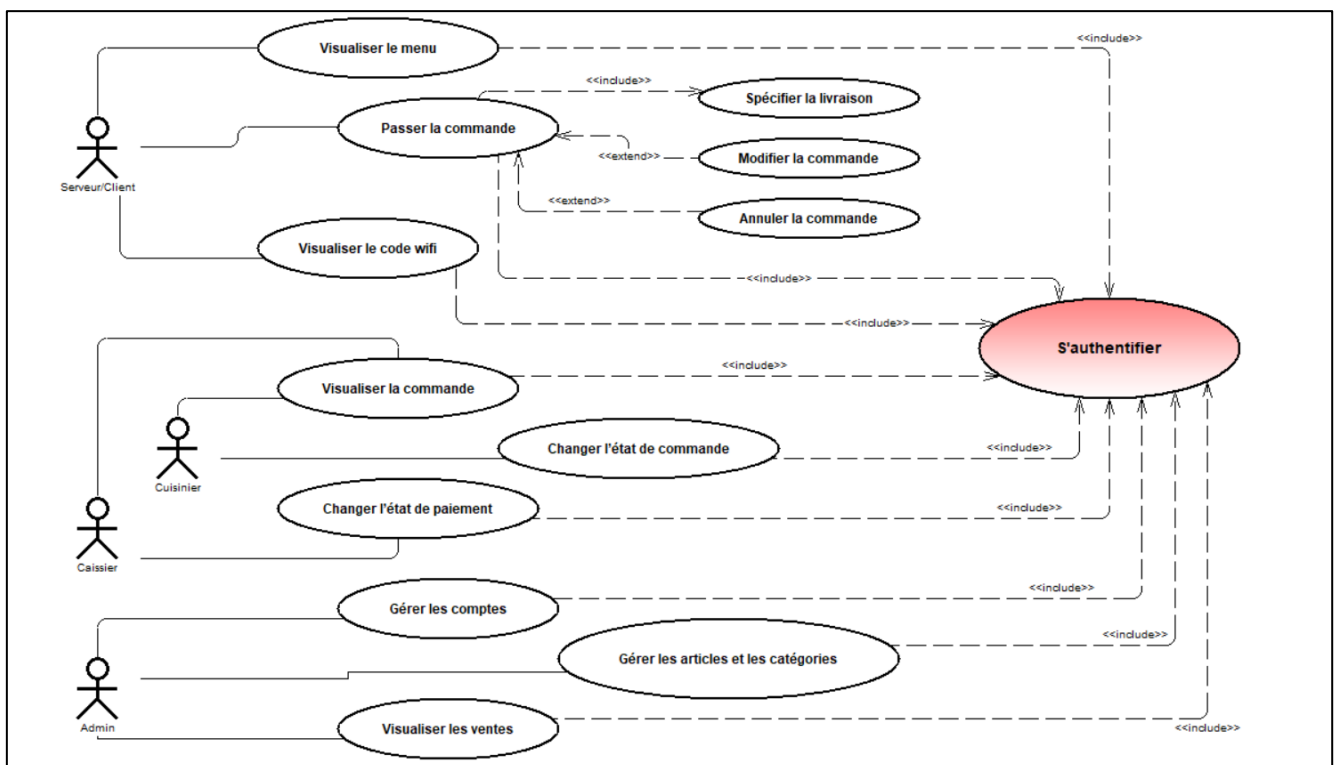 Visualiser le menu
<<include>>
<<include>>
Spécifier la livraison
Passer la commande
<<extend>>
Modifier la commande
Serveur/Client
<<extend>>
Annuler la commande
Visualiser le code wifi
<<include>>
<<include>>
S'authentifier
<<include>>
Visualiser la commande
Changer l'état de commande
<<include>>
Cuisinier
Changer l'état de paiement
<<include>>
Caissier
<<include>>
Gérer les comptes
<<include>>
Gérer les articles et les catégories
Admin
Visualiser les ventes
<<include>>